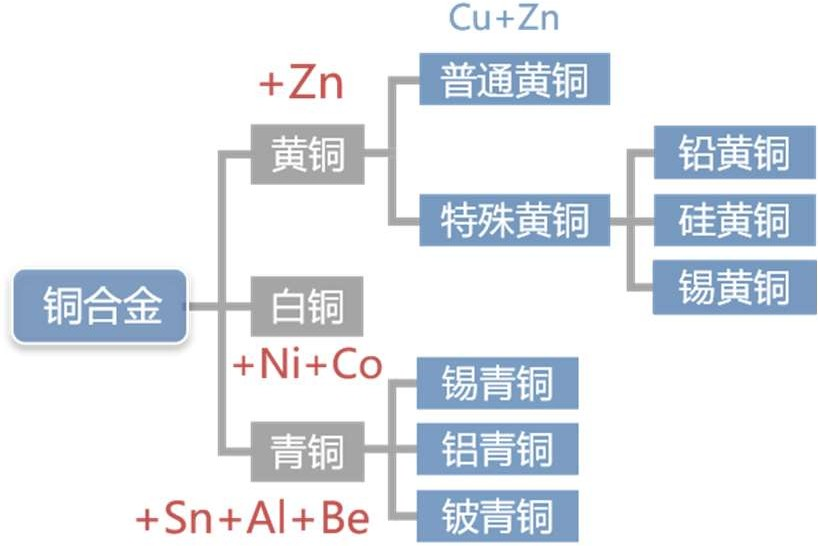 Cu+Zn
+Zn
普通黄铜
黄铜
铅黄铜
特殊黄铜
硅黄铜
锡黄铜
铜合金
白铜
+Ni+Co
锡青铜
青铜
铝青铜
+Sn+Al+Be
铍青铜